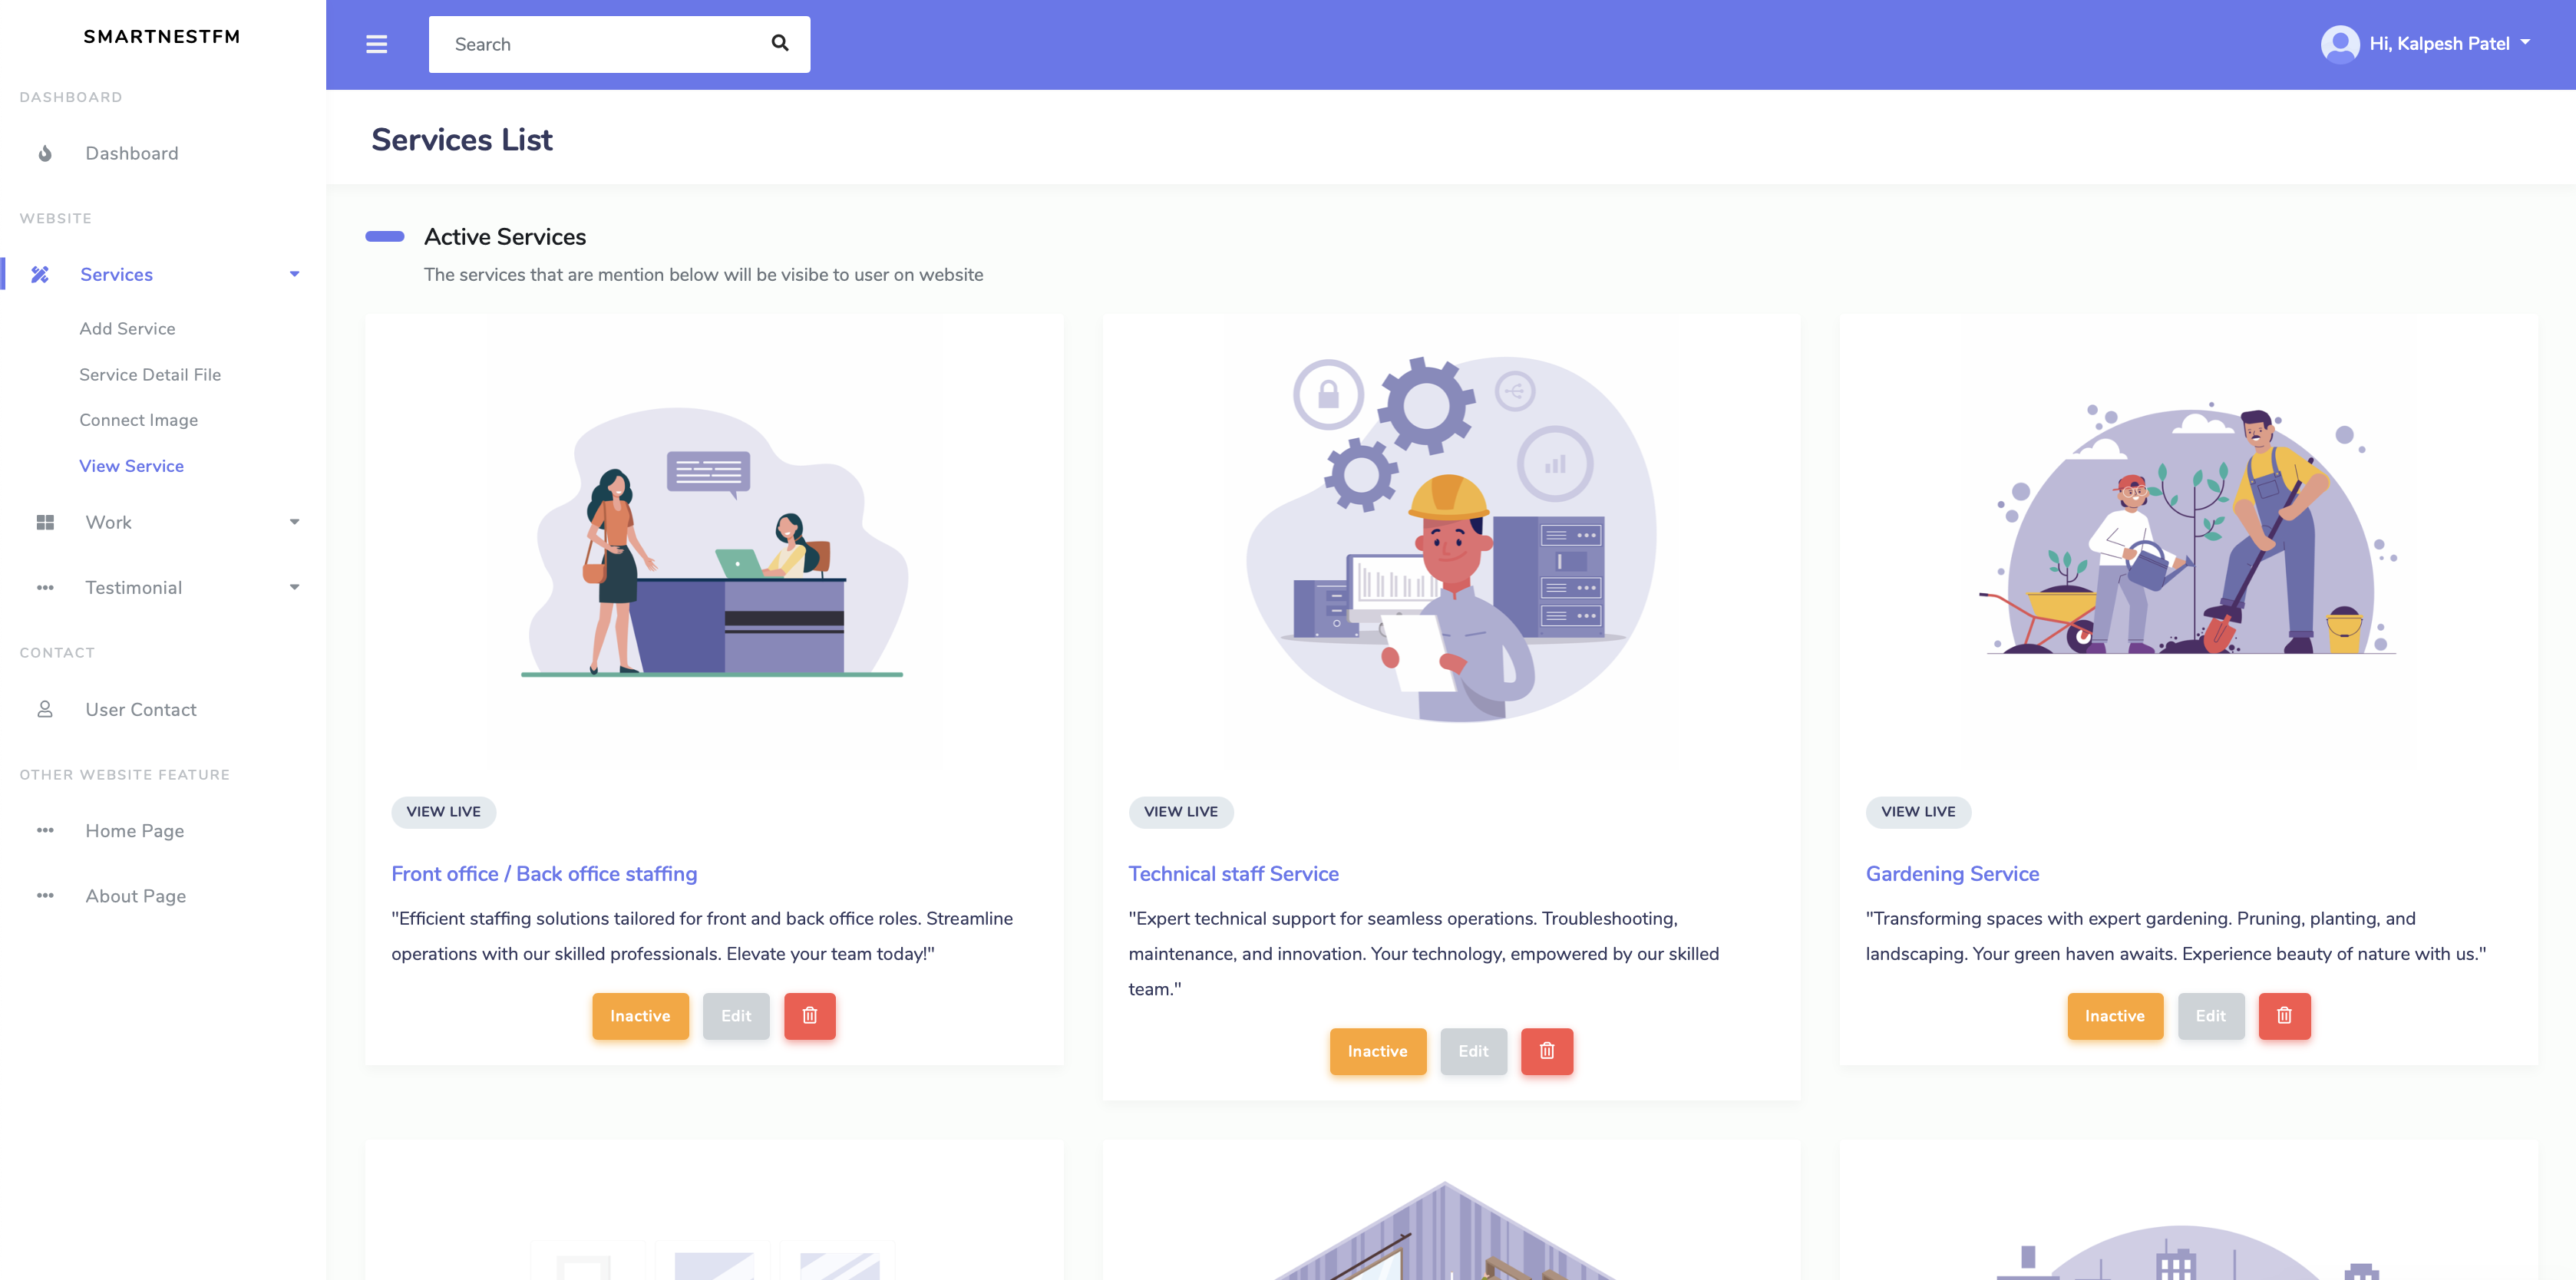 SMARTNESTFM
Search
Hi, Kalpesh Patel
DASHBOARD
Dashboard
WEBSITE
Services
Add Service
Service Detail File
Connect Image
View Service
Work
Testimonial
CONTACT
User Contact
OTHER WEBSITE FEATURE
Home Page
About Page
Services List
Active Services
The services that are mention below will be visibe to user on website
VIEW LIVE
Front office / Back office staffing
"Efficient staffing solutions tailored for front and back office roles. Streamline
operations with our skilled professionals. Elevate your team today!"
Inactive Edit
VIEW LIVE
Technical staff Service
"Expert technical support for seamless operations. Troubleshooting,
maintenance, and innovation. Your technology, empowered by our skilled
team."
Inactive Edit
VIEW LIVE
Gardening Service
"Transforming spaces with expert gardening. Pruning, planting, and
landscaping. Your green haven awaits. Experience beauty of nature with us."
Inactive Edit